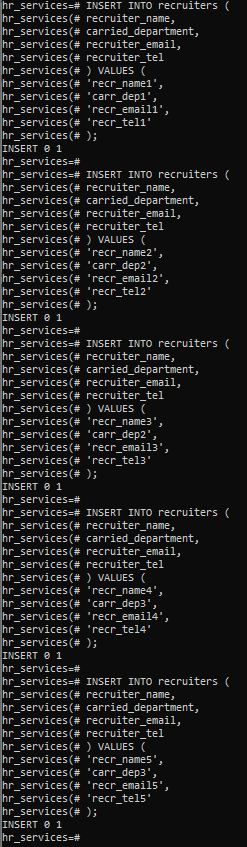 hr_services=# INSERT INTO recruiters (
hr_services(# recruiter_name,
hr_services(# carried_department,
hr_services(# recruiter_email,
hr_services(# recruiter_tel
hr_services(# ) VALUES (
hr_services(# 'recr_name1',
hr_services(# 'carr_dep1',
hr_services(# 'recr_email1',
hr_services(# 'recr_tel1'
hr_services(# );
INSERT 0 1
hr_services=#
hr_services=# INSERT INTO recruiters (
hr_services(# recruiter_name,
hr_services(# carried_department,
hr_services(# recruiter_email,
hr_services(# recruiter_tel
hr_services(# ) VALUES (
hr_services(# 'recr_name2',
hr_services(# 'carr_dep2',
hr_services(# 'recr_email2',
hr_services(# 'recr_tel2'
hr_services(# );
INSERT 0 1
hr_services=#
hr_services=# INSERT INTO recruiters (
hr_services(# recruiter_name,
hr_services(# carried_department,
hr_services(# recruiter_email,
hr_services(# recruiter_tel
hr_services(# ) VALUES (
hr_services(# 'recr_name3',
hr_services(# 'carr_dep2',
hr_services(# 'recr_email3',
hr_services(# 'recr_tel3'
hr_services(# );
INSERT 0 1
hr_services=#
hr_services=# INSERT INTO recruiters (
hr_services(# recruiter_name,
hr_services(# carried_department,
hr_services(# recruiter_email,
hr_services(# recruiter_tel
hr_services(# ) VALUES (
hr_services(# 'recr_name4',
hr_services(# 'carr_dep3',
hr_services(# 'recr_email4',
hr_services(# 'recr_tel4'
hr_services(# );
INSERT 0 1
hr_services=#
hr_services=# INSERT INTO recruiters (
hr_services(# recruiter_name,
hr_services(# carried_department,
hr_services(# recruiter_email,
hr_services(# recruiter_tel
hr_services(# ) VALUES (
hr_services(# 'recr_name5',
hr_services(# 'carr_dep3',
hr_services(# 'recr_email5',
hr_services(# 'recr_tel5'
hr_services(# );
INSERT 0 1
hr_services=#